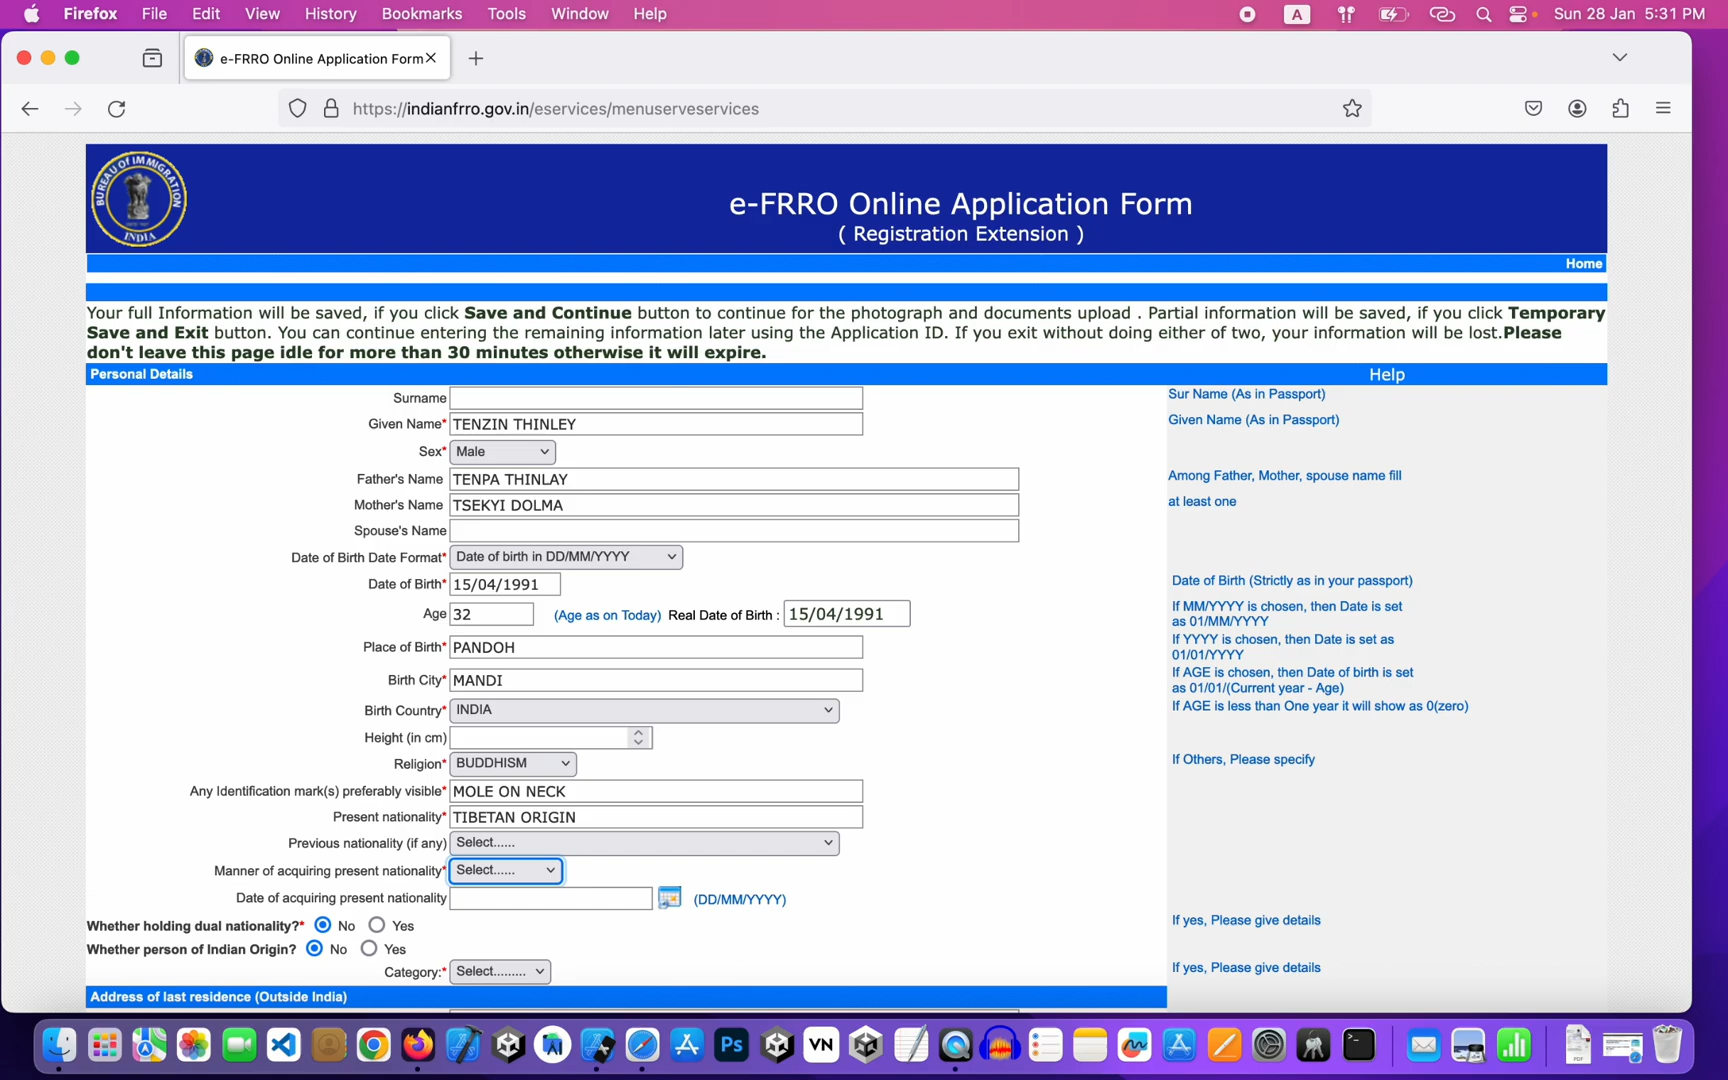 Firefox File Edit View History Bookmarks Tools Window Help
A
Sun 28 Jan 5:31 PM
e-FRRO Online Application Form
https://indianfrro.gov.in/eservices/menuserveservices
BUREAU OF IMMIGRATION
INDIA
e-FRRO Online Application Form
( Registration Extension )
Home
Your full Information will be saved, if you click Save and Continue button to continue for the photograph and documents upload . Partial information will be saved, if you click Temporary
Save and Exit button. You can continue entering the remaining information later using the Application ID. If you exit without doing either of two, your information will be lost.Please
don't leave this page idle for more than 30 minutes otherwise it will expire.
Personal Details Help
Surname Sur Name (As in Passport)
Given Name* TENZIN THINLEY Given Name (As in Passport)
Sex* Male
Father's Name TENPA THINLAY Among Father, Mother, spouse name fill
Mother's Name TSEKYI DOLMA at least one
Spouse's Name
Date of Birth Date Format* Date of birth in DD/MM/YYYY
Date of Birth* 15/04/1991 Date of Birth (Strictly as in your passport)
Age 32 (Age as on Today) Real Date of Birth : 15/04/1991 If MM/YYYY is chosen, then Date is set
as 01/MM/YYYY
Place of Birth* PANDOH If YYYY is chosen, then Date is set as
01/01/YYYY
Birth City* MANDI If AGE is chosen, then Date of birth is set
as 01/01/(Current year - Age)
Birth Country* INDIA If AGE is less than One year it will show as 0(zero)
Height (in cm)
Religion* BUDDHISM If Others, Please specify
Any Identification mark(s) preferably visible* MOLE ON NECK
Present nationality* TIBETAN ORIGIN
Previous nationality (if any) Select......
Manner of acquiring present nationality* Select......
Date of acquiring present nationality (DD/MM/YYYY)
Whether holding dual nationality?* No Yes If yes, Please give details
Whether person of Indian Origin? No Yes
Category:* Select......... If yes, Please give details
Address of last residence (Outside India)
Ps VN PDF